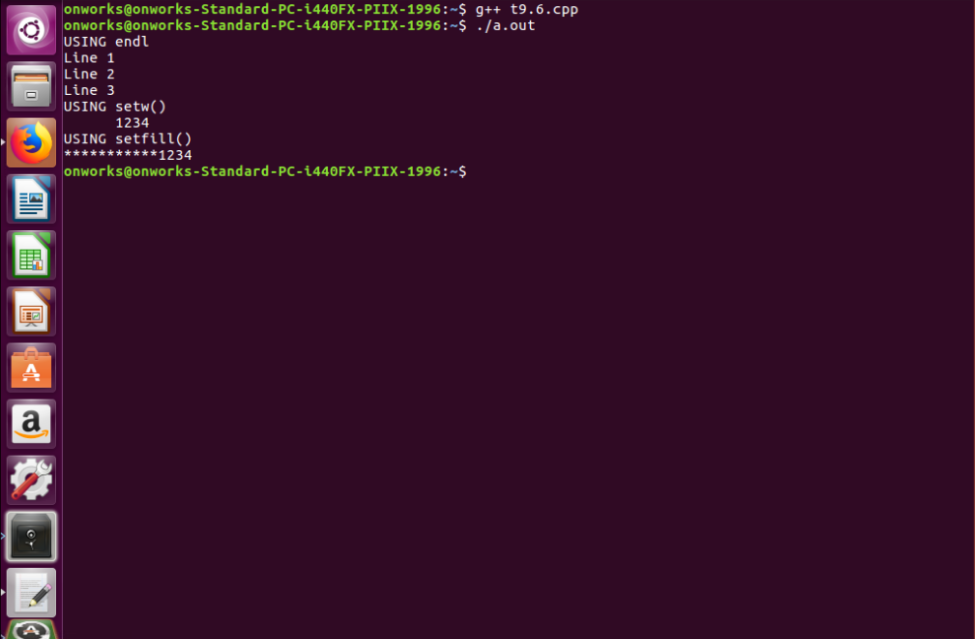 onworks@onworks-Standard-PC-i440FX-PIIX-1996:~$ g++ t9.6.cpp
onworks@onworks-Standard-PC-i440FX-PIIX-1996:~$ ./a.out
USING endl
Line 1
Line 2
Line 3
USING setw()
      1234
USING setfill()
***********1234
onworks@onworks-Standard-PC-i440FX-PIIX-1996:~$